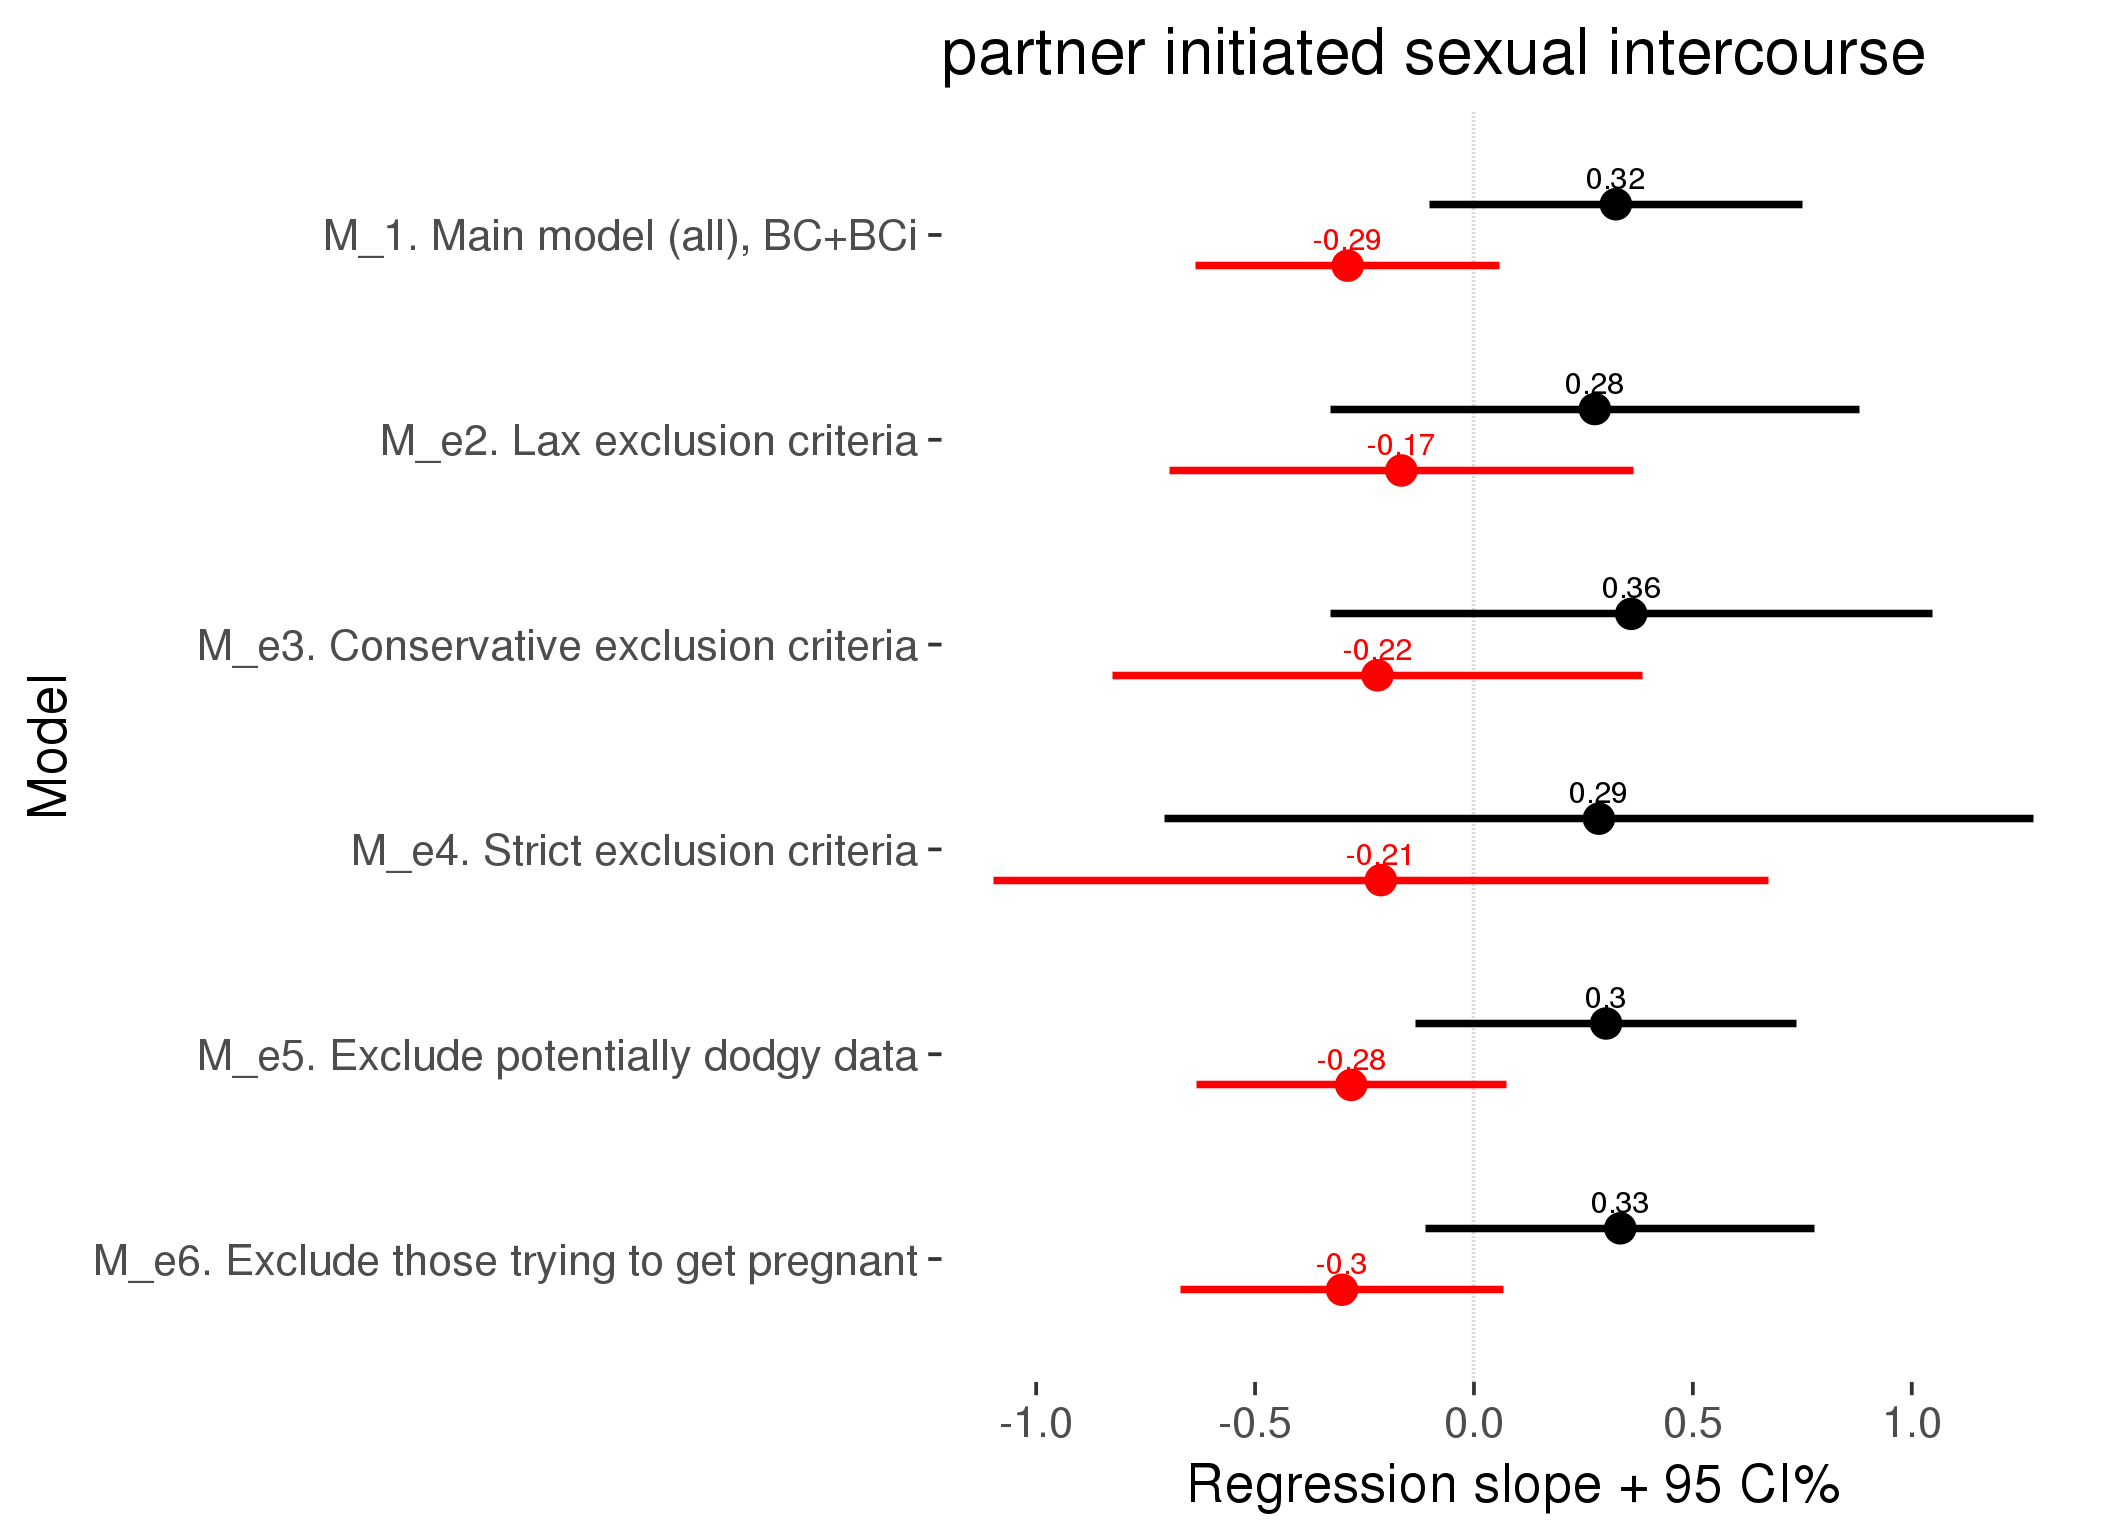 partner initiated sexual intercourse
0.32
M_1. Main model (all), BC+BCi
-0.29
0.28
M_e2. Lax exclusion criteria
-0.17
0.36
M_e3. Conservative exclusion criteria
-0.22
Model
0.29
M_e4. Strict exclusion criteria
-0.21
0.3
M_e5. Exclude potentially dodgy data
-0.28
0.33
M_e6. Exclude those trying to get pregnant
-0.3
-1.0 -0.5 0.0 0.5 1.0
Regression slope + 95 CI%